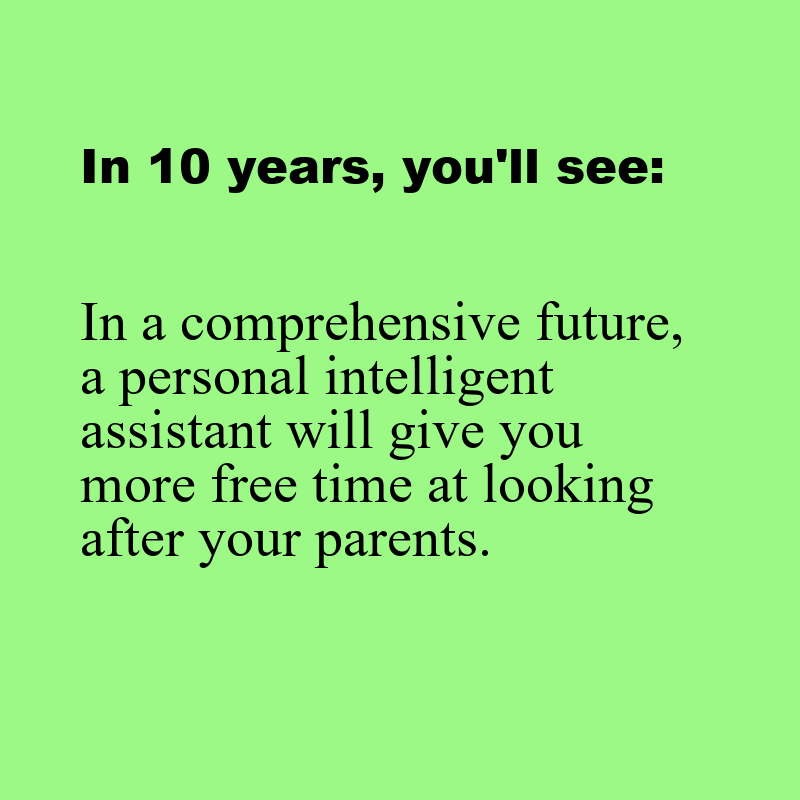 In 10 years, you'll see:
In a comprehensive future,
a personal intelligent
assistant will give you
more free time at looking
after your parents.